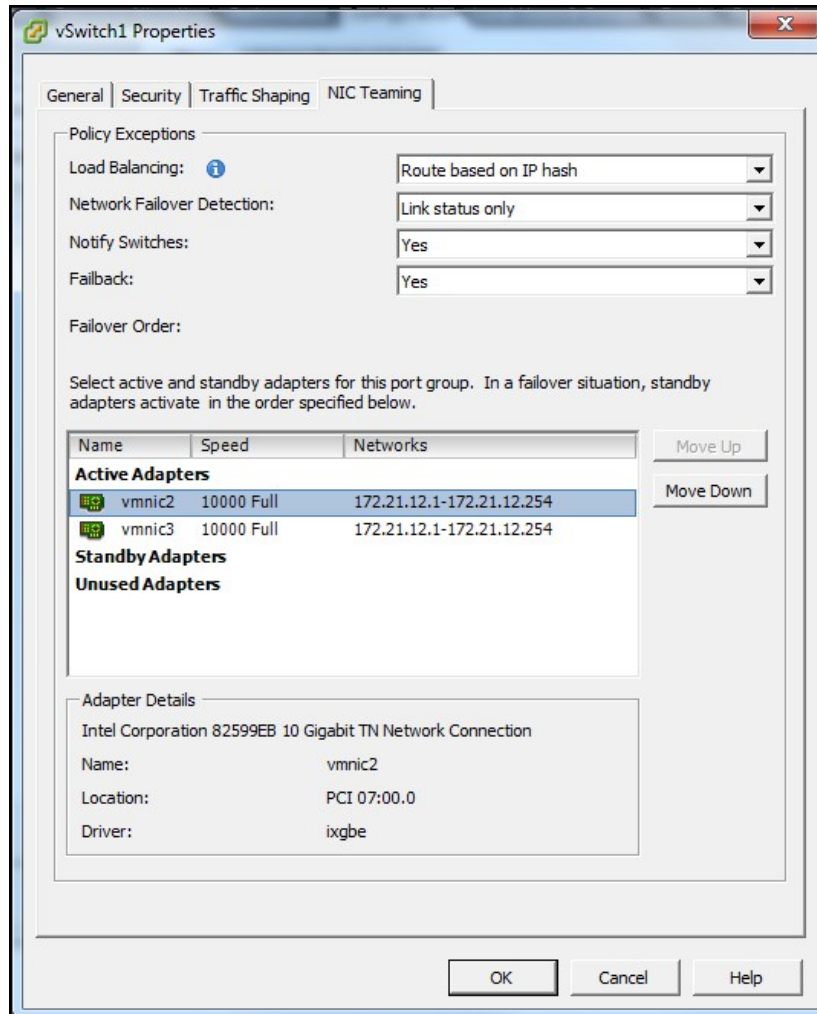 vSwitch1 Properties
General Security Traffic Shaping NIC Teaming
Policy Exceptions
Load Balancing: Route based on IP hash
Network Failover Detection: Link status only
Notify Switches: Yes
Failback: Yes
Failover Order:
Select active and standby adapters for this port group. In a failover situation, standby
adapters activate in the order specified below.
Name Speed Networks Move Up
Active Adapters
vmnic2 10000 Full 172.21.12.1-172.21.12.254 Move Down
vmnic3 10000 Full 172.21.12.1-172.21.12.254
Standby Adapters
Unused Adapters
Adapter Details
Intel Corporation 82599EB 10 Gigabit TN Network Connection
Name: vmnic2
Location: PCI 07:00.0
Driver: ixgbe
OK Cancel Help